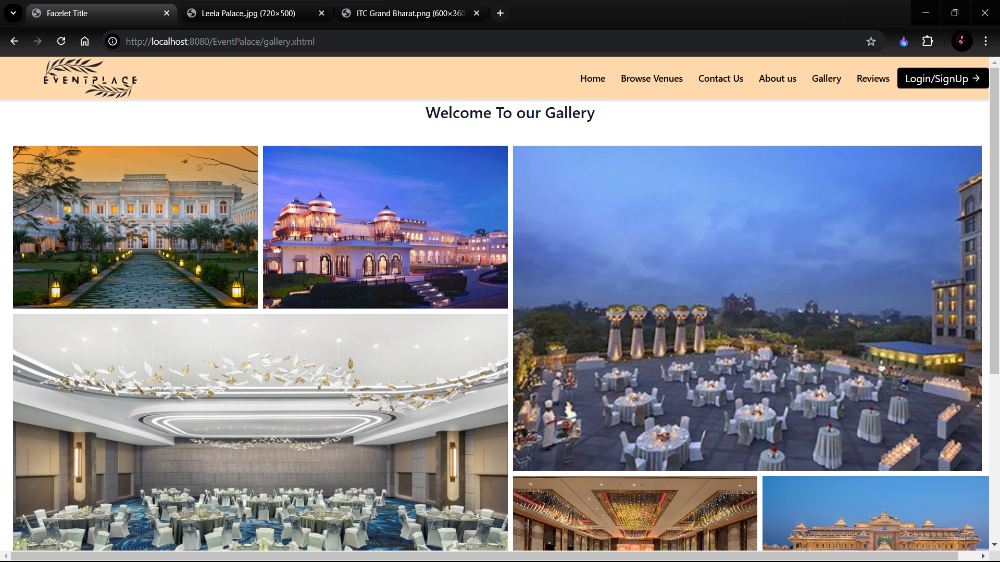 Facelet Title
Leela Palace,.jpg (720×500)
ITC Grand Bharat.png (600×360
http://localhost:8080/EventPalace/gallery.xhtml
EVENTPLACE
Home
Browse Venues
Contact Us
About us
Gallery
Reviews
Login/SignUp →
Welcome To our Gallery